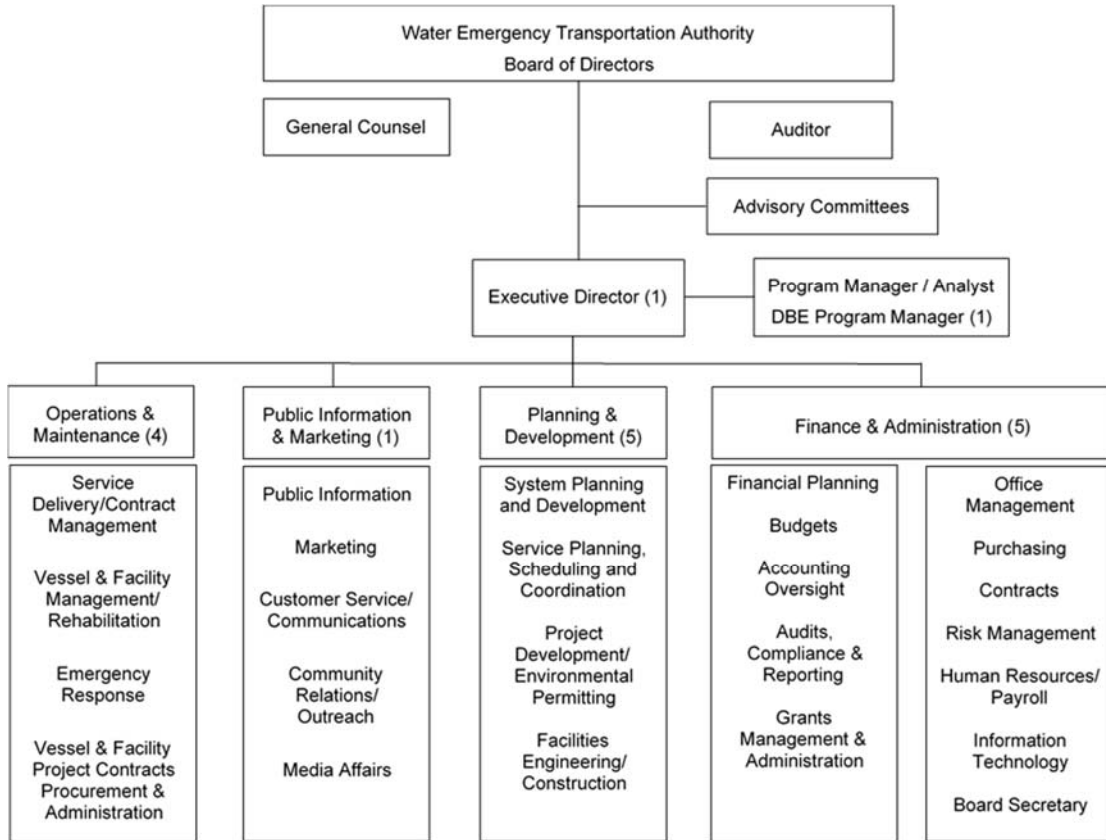 Water Emergency Transportation Authority
Board of Directors
General Counsel
Auditor
Advisory Committees
Executive Director (1)
Program Manager / Analyst
DBE Program Manager (1)
Operations &
Maintenance (4)
Public Information
& Marketing (1)
Planning &
Development (5)
Finance & Administration (5)
Service
Delivery/Contract
Management
Vessel & Facility
Management/
Rehabilitation
Emergency
Response
Vessel & Facility
Project Contracts
Procurement &
Administration
Public Information
Marketing
Customer Service/
Communications
Community
Relations/
Outreach
Media Affairs
System Planning
and Development
Service Planning,
Scheduling and
Coordination
Project
Development/
Environmental
Permitting
Facilities
Engineering/
Construction
Financial Planning
Budgets
Accounting
Oversight
Audits,
Compliance &
Reporting
Grants
Management &
Administration
Office
Management
Purchasing
Contracts
Risk Management
Human Resources/
Payroll
Information
Technology
Board Secretary